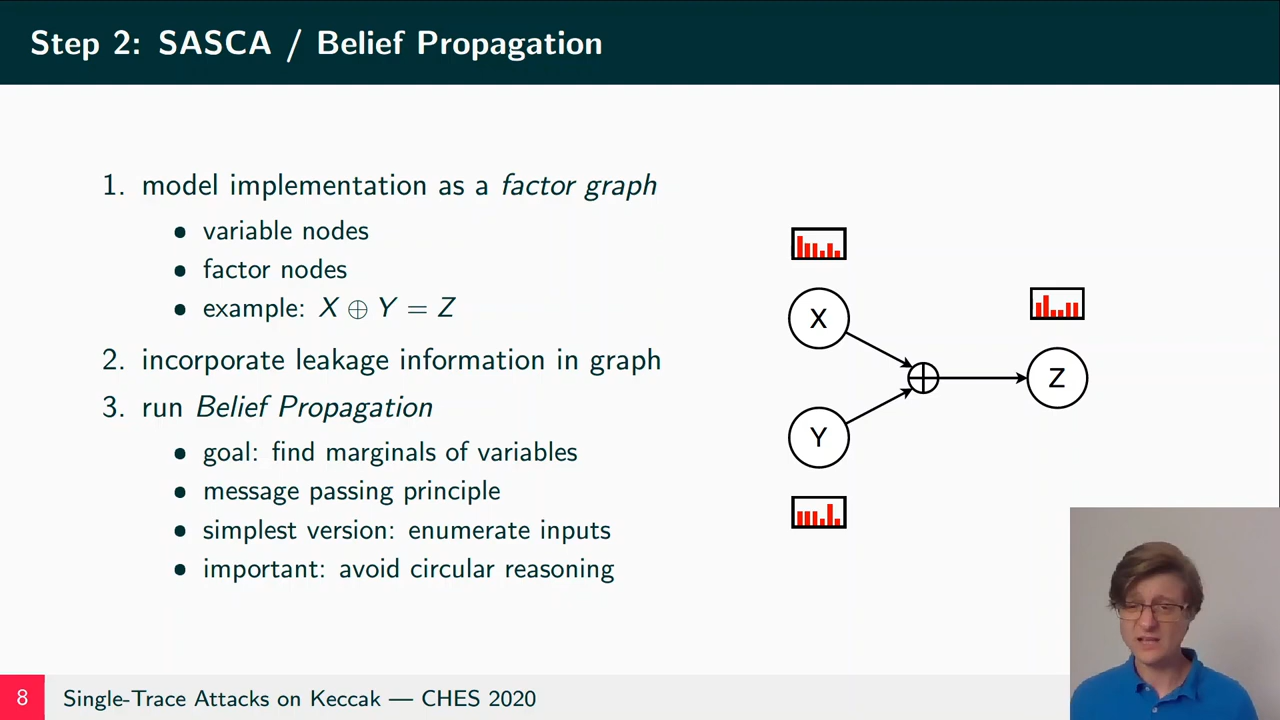 Step 2: SASCA / Belief Propagation
1. model implementation as a factor graph
• variable nodes
• factor nodes
• example: X ⊕ Y = Z
2. incorporate leakage information in graph
3. run Belief Propagation
• goal: find marginals of variables
• message passing principle
• simplest version: enumerate inputs
• important: avoid circular reasoning
X
Y
Z
8 Single-Trace Attacks on Keccak — CHES 2020